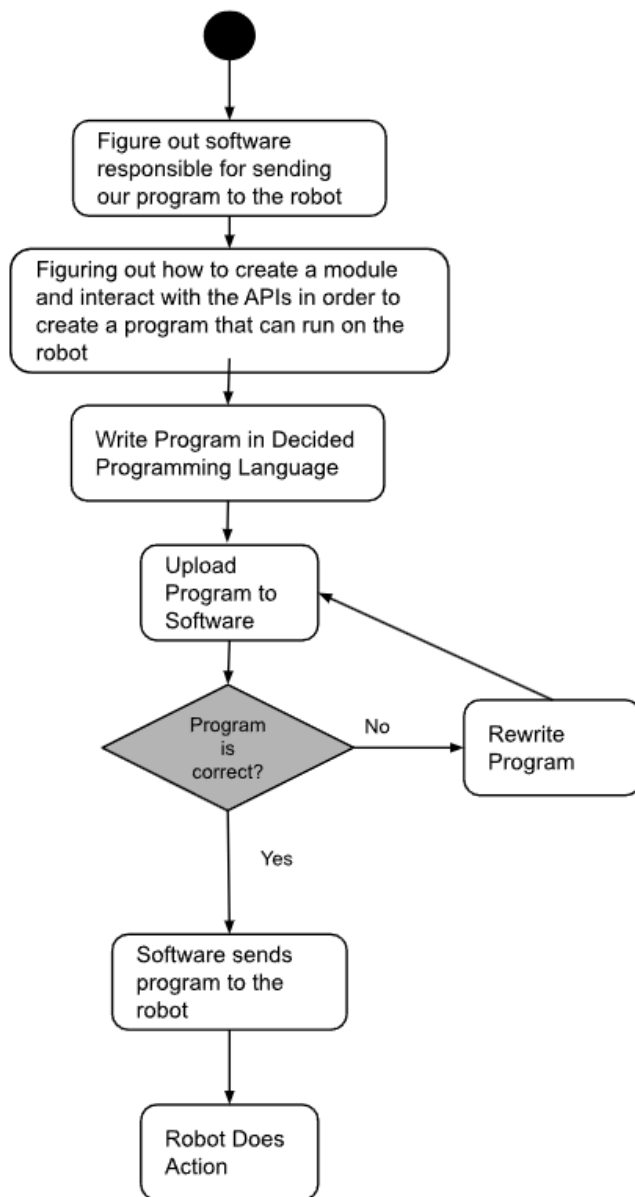 Figure out software
responsible for sending
our program to the robot
Figuring out how to create a module
and interact with the APIs in order to
create a program that can run on the
robot
Write Program in Decided
Programming Language
Upload
Program to
Software
Program
is
correct?
No
Rewrite
Program
Yes
Software sends
program to the
robot
Robot Does
Action